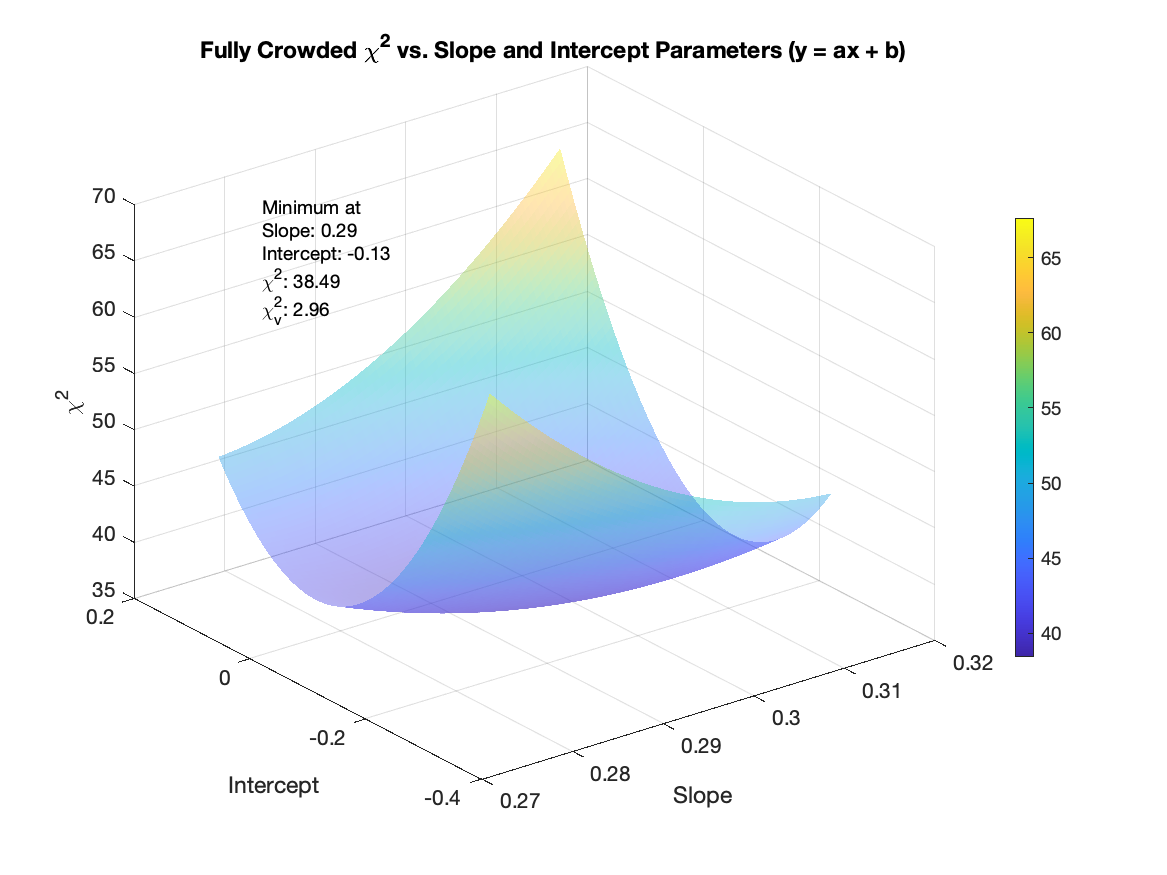 Fully Crowded χ² vs. Slope and Intercept Parameters (y = ax + b)
Minimum at
Slope: 0.29
Intercept: -0.13
χ²: 38.49
χ²ᵥ: 2.96
70
65
60
55
50
45
40
35
χ²
0.2
0
-0.2
-0.4
Intercept
0.27
0.28
0.29
0.3
0.31
0.32
Slope
65
60
55
50
45
40